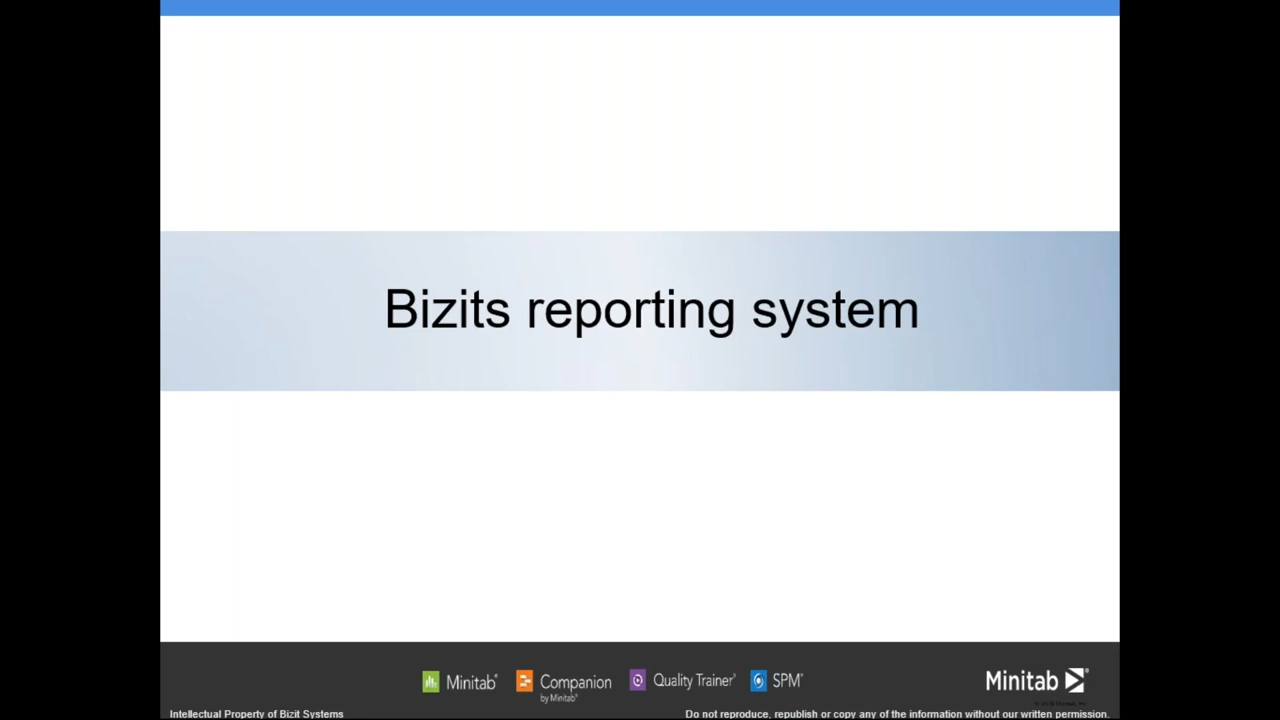 Bizits reporting system
Minitab®
Companion
by Minitab®
Quality Trainer®
SPM®
Minitab®
Intellectual Property of Bizit Systems
Do not reproduce, republish or copy any of the information without our written permission.